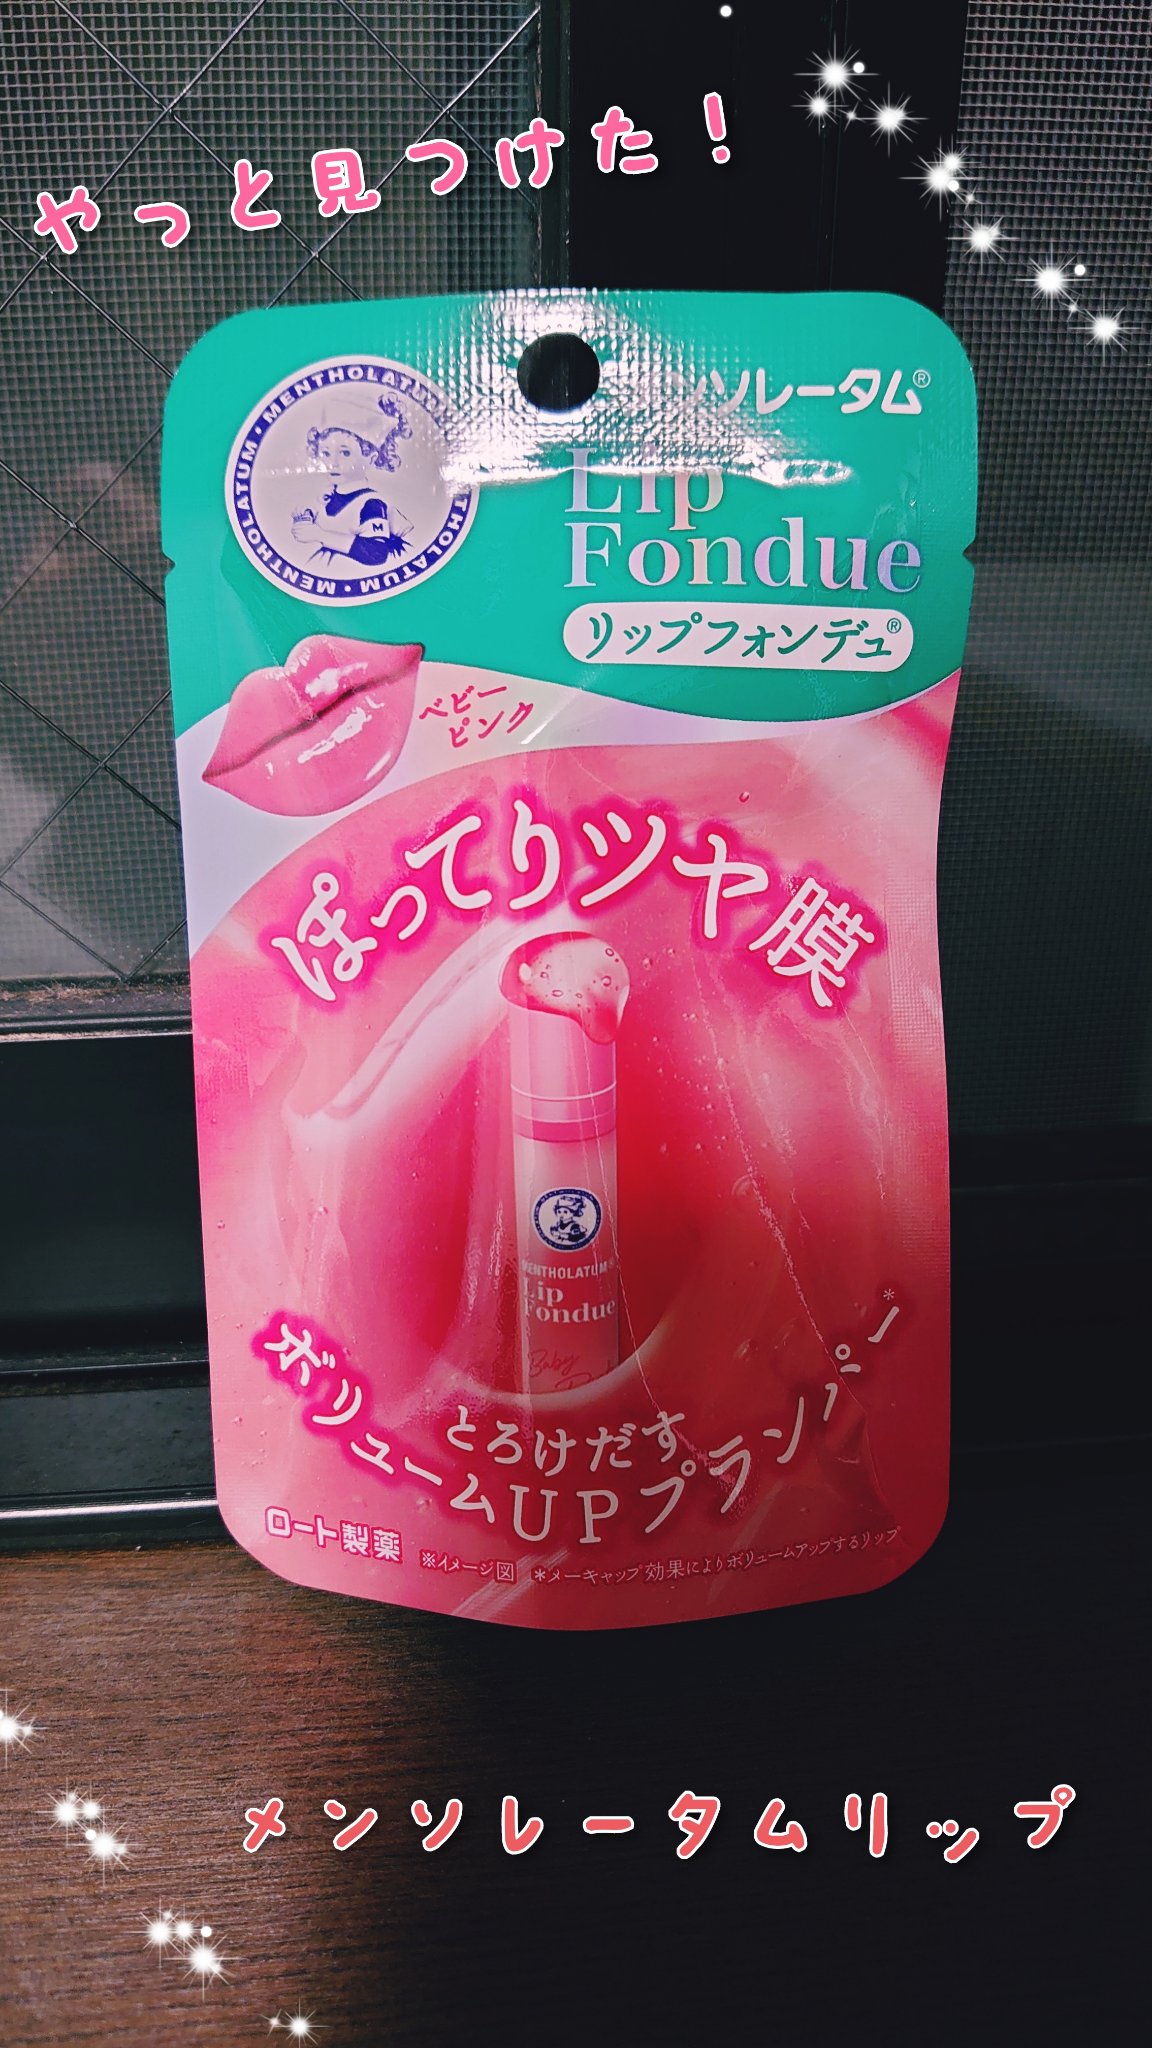 やっと見つけた！
MENTHOLATUM・MENTHOLATUM・MENTHOLATUM
M
メンソレータム®
Lip
Fondue
リップフォンデュ®
ベビー
ピンク
ぽってりツヤ膜
MENTHOLATUM®
Lip
Fondue
Baby
とろけだす
ボリュームUPプランパー*
ロート製薬
※イメージ図
*メーキャップ効果によりボリュームアップするリップ
メンソレータムリップ